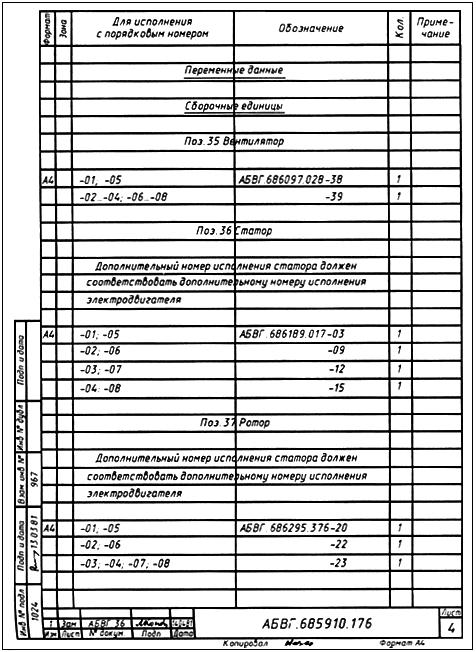 Формат Зона Для исполнения с порядковым номером Обозначение Кол. Приме-чание
Переменные данные
Сборочные единицы
Поз. 35 Вентилятор
А4 -01; -05 АБВГ.686097.028-38 1
-02...-04; -06...-08 -39 1
Поз. 36 Статор
Дополнительный номер исполнения статора должен
соответствовать дополнительному номеру исполнения
электродвигателя
А4 -01; -05 АБВГ.686189.017-03 1
-02; -06 -09 1
-03; -07 -12 1
-04; -08 -15 1
Поз. 37 Ротор
Дополнительный номер исполнения статора должен
соответствовать дополнительному номеру исполнения
электродвигателя
А4 -01; -05 АБВГ.686295.376-20 1
-02; -06 -22 1
-03; -04; -07; -08 -23 1
Подп и дата
Инв № дубл
Взам инв № 967
Подп и дата 13.03.81
Инв № подл 1024
1 Зам АБВГ 36
Изм Лист № докум Подп Дата
АБВГ.685910.176
Лист
4
Копировал
Формат А4